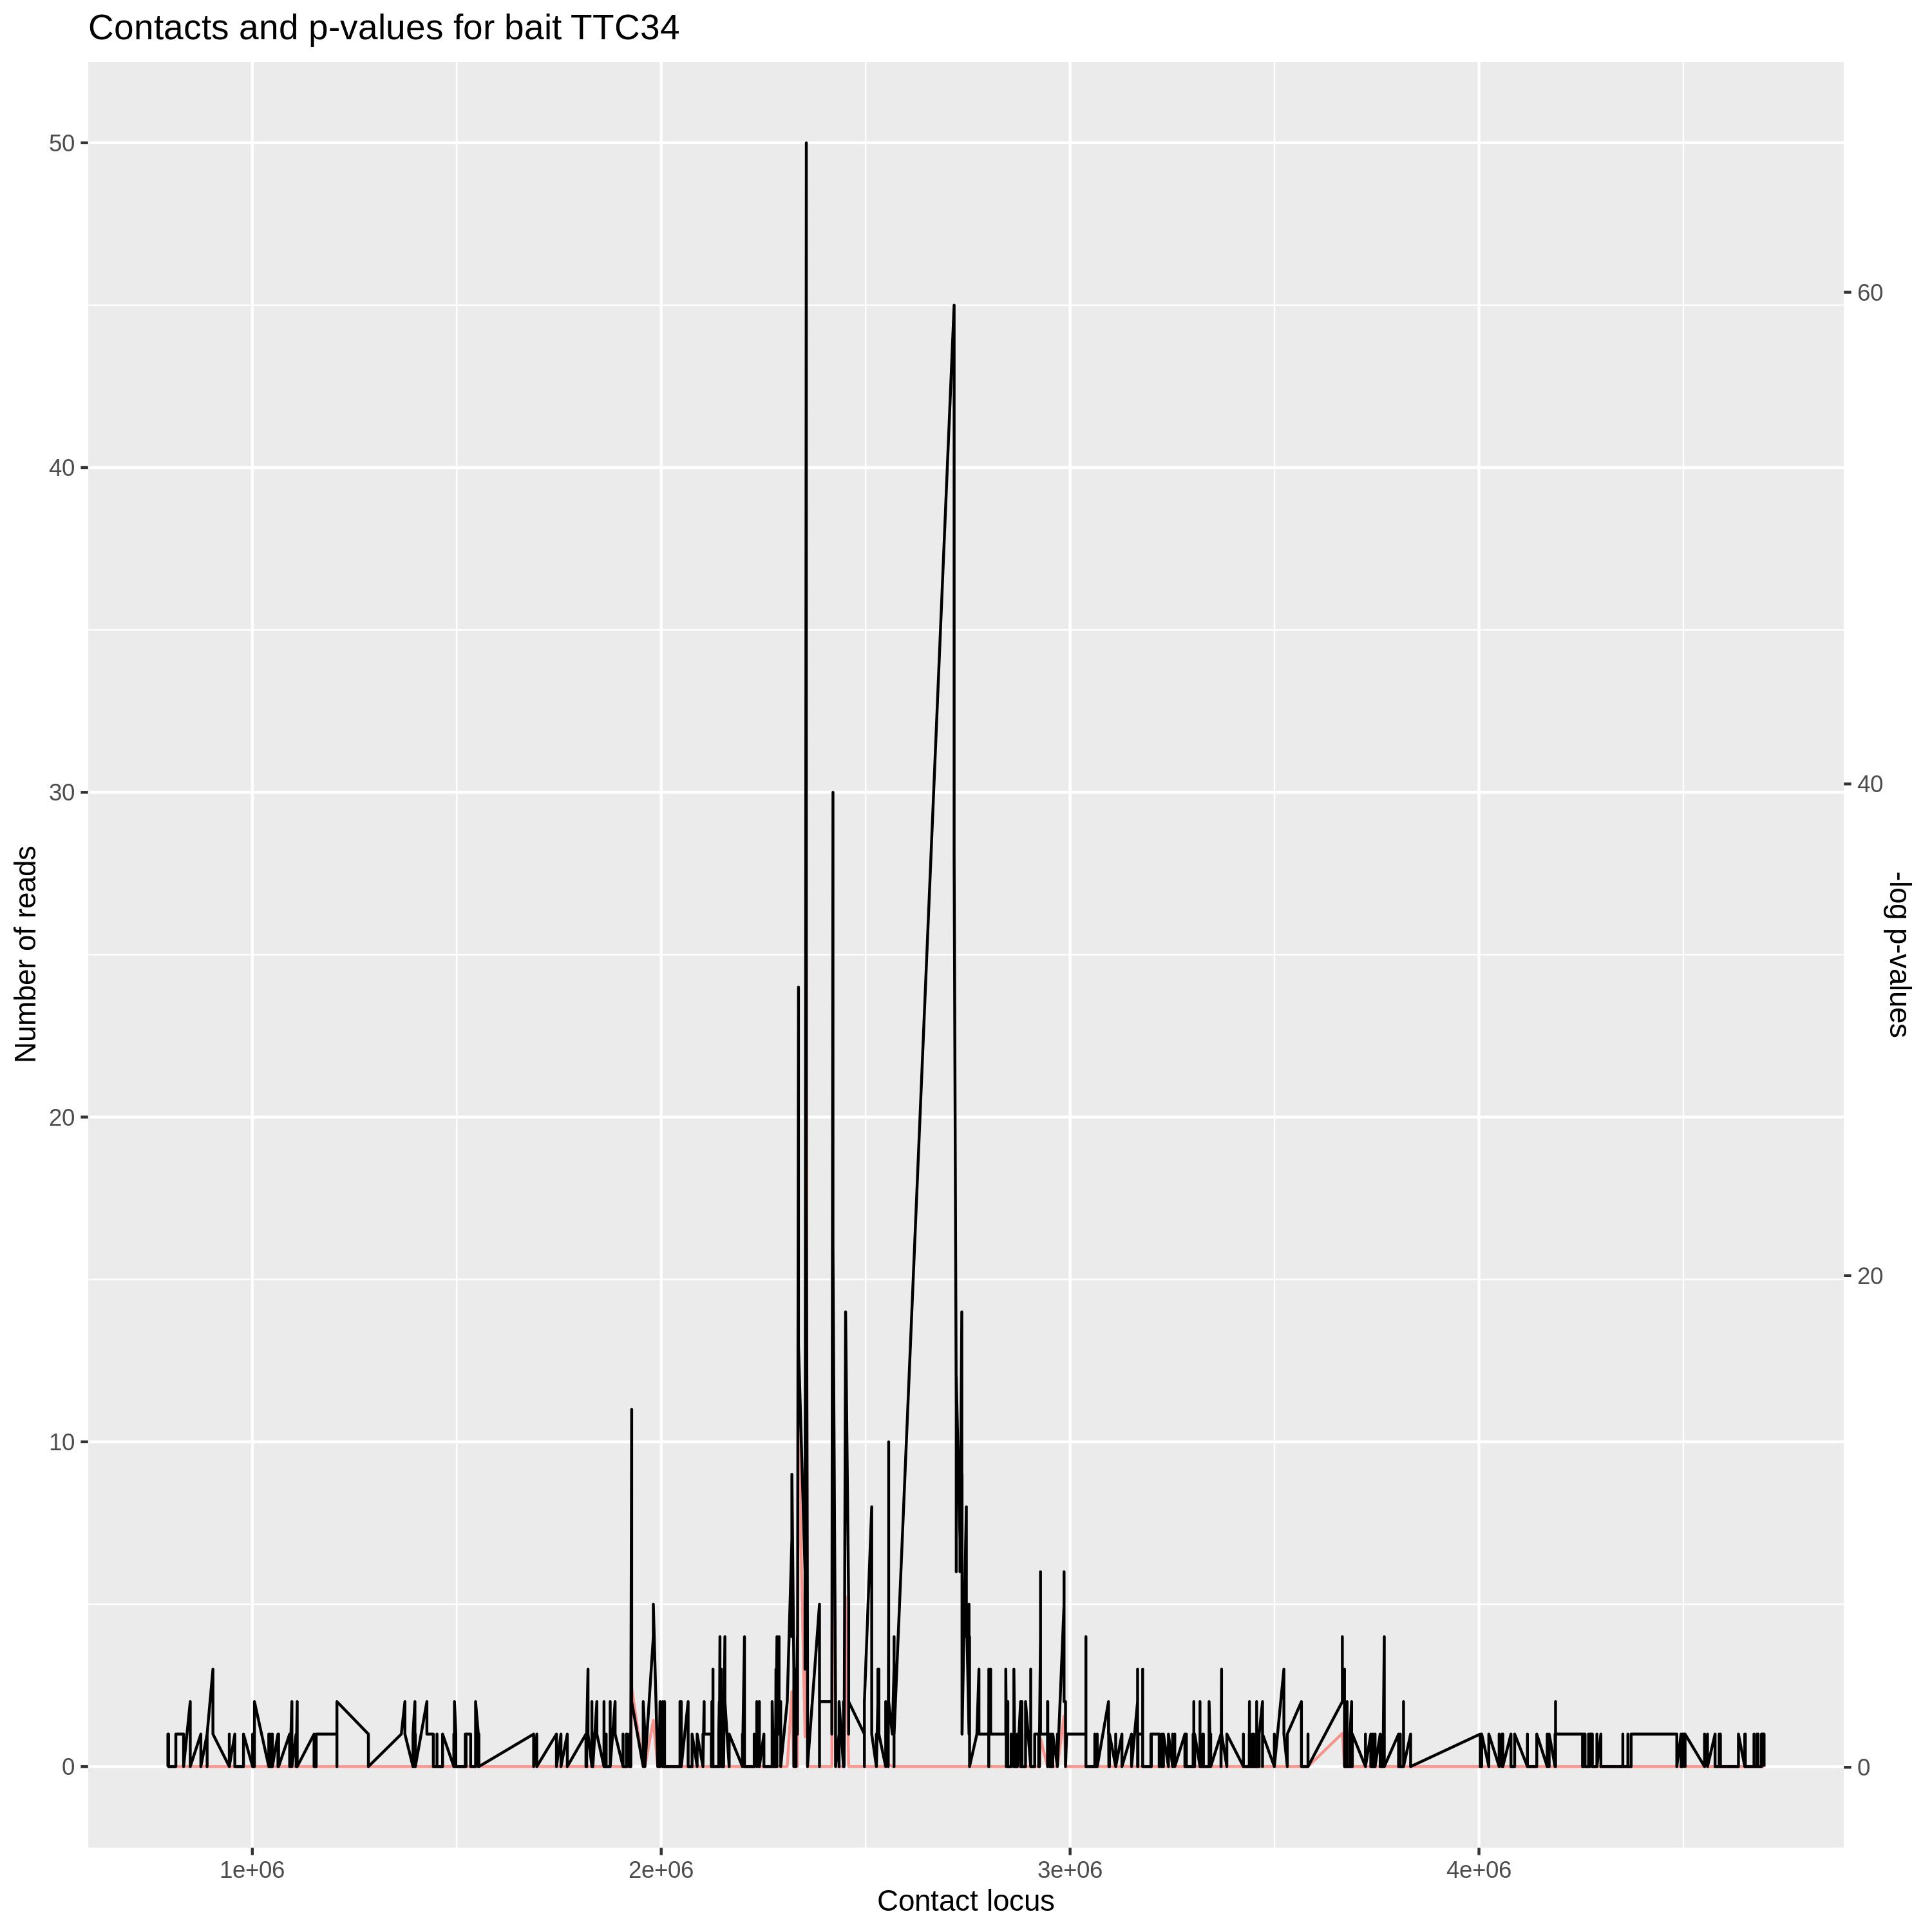 Contacts and p-values for bait TTC34
50
40
30
20
10
0
Number of reads
60
40
20
0
-log p-values
1e+06
2e+06
3e+06
4e+06
Contact locus